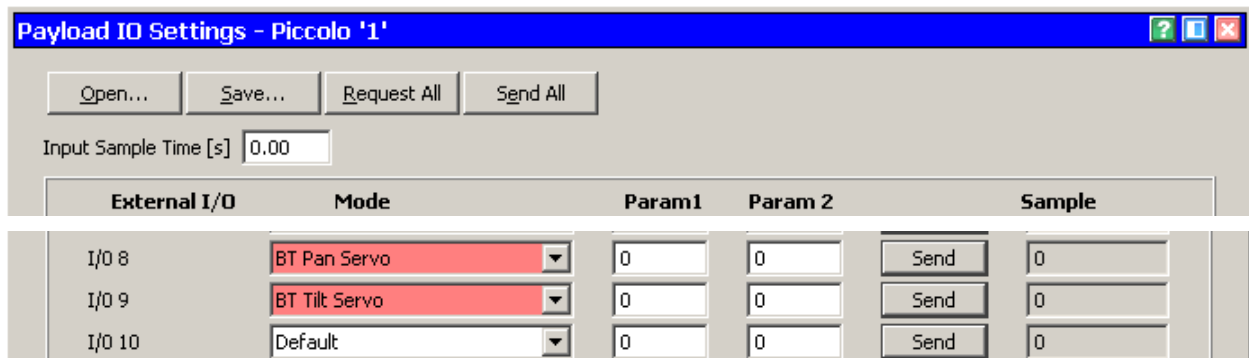 Payload IO Settings - Piccolo '1'
Open... Save... Request All Send All
Input Sample Time [s] 0.00
External I/O Mode Param1 Param 2 Sample
I/O 8 BT Pan Servo 0 0 Send 0
I/O 9 BT Tilt Servo 0 0 Send 0
I/O 10 Default 0 0 Send 0